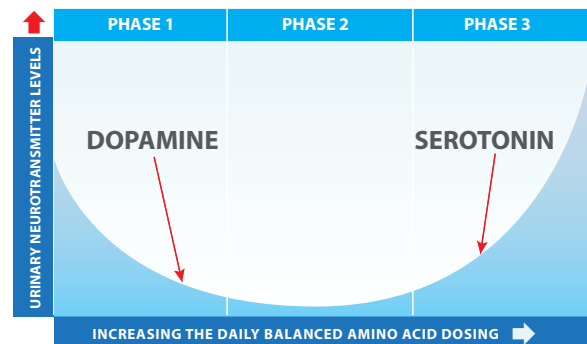 PHASE 1
PHASE 2
PHASE 3
URINARY NEUROTRANSMITTER LEVELS
DOPAMINE
SEROTONIN
INCREASING THE DAILY BALANCED AMINO ACID DOSING